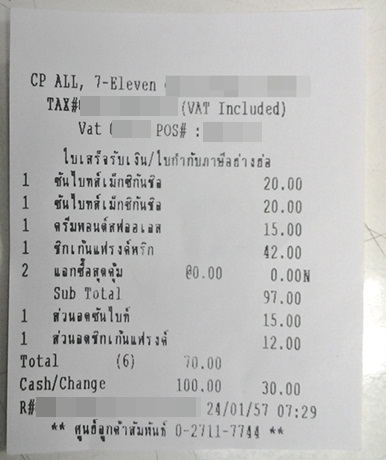 CP ALL, 7-Eleven
TAX# (VAT Included)
Vat POS# :
ใบเสร็จรับเงิน/ใบกำกับภาษีอย่างย่อ
1 ซันไบทส์เม็กซิกันชิล 20.00
1 ซันไบทส์เม็กซิกันชิล 20.00
1 ครีมพอนด์สฟลอเลส 15.00
1 ชิกเก้นแฟรงค์พริก 42.00
2 แลกซื้อสุดคุ้ม @0.00 0.00N
Sub Total 97.00
1 ส่วนลดซันไบท์ 15.00
1 ส่วนลดชิกเก้นแฟรงค์ 12.00
Total (6) 70.00
Cash/Change 100.00 30.00
R# 24/01/57 07:29
** ศูนย์ลูกค้าสัมพันธ์ 0-2711-7744 **